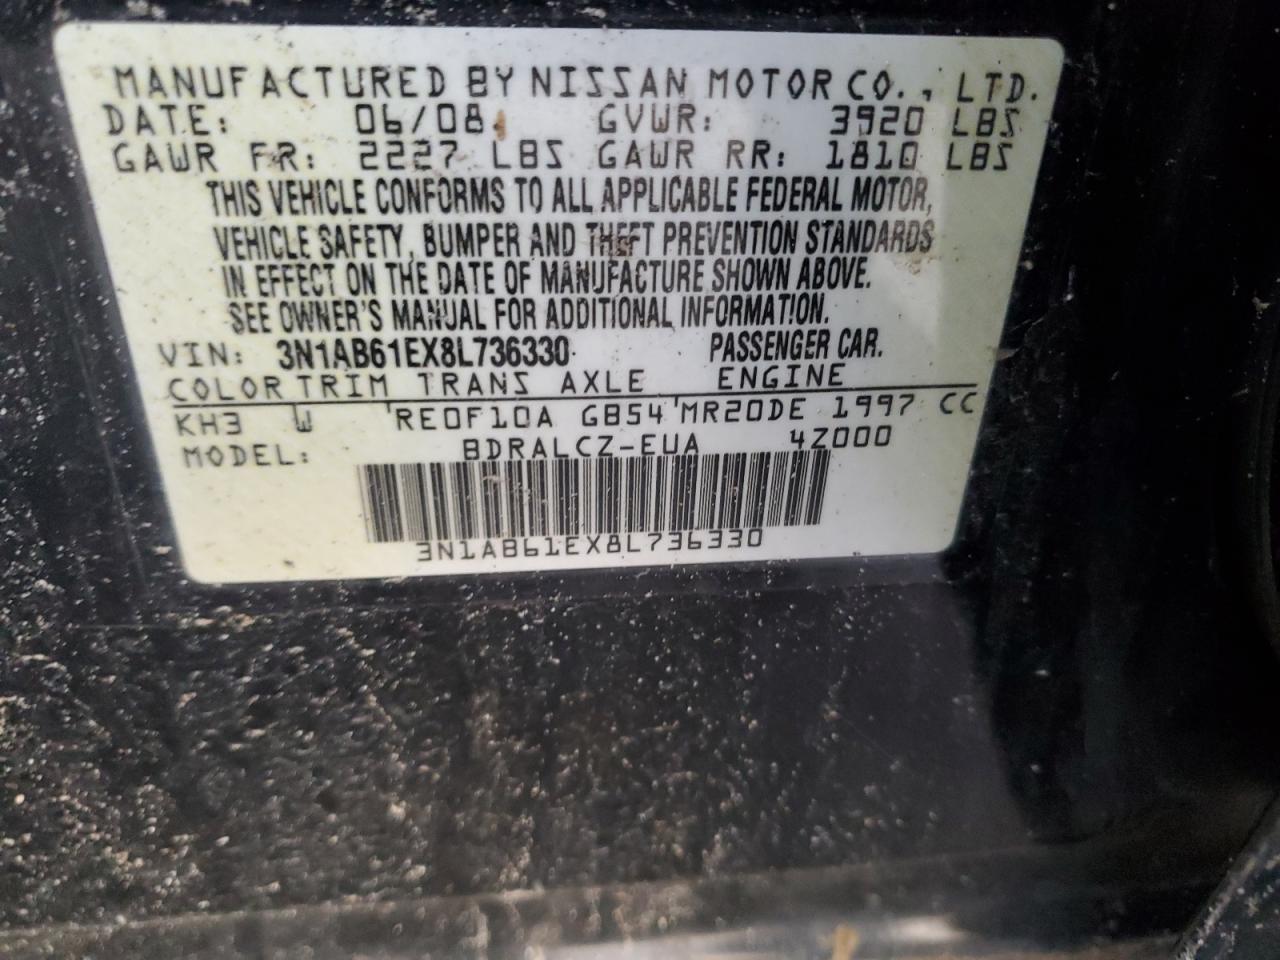 MANUFACTURED BY NISSAN MOTOR CO., LTD.
DATE: 06/08 GVWR: 3920 LBS
GAWR FR: 2227 LBS GAWR RR: 1810 LBS
THIS VEHICLE CONFORMS TO ALL APPLICABLE FEDERAL MOTOR,
VEHICLE SAFETY, BUMPER AND THEFT PREVENTION STANDARDS
IN EFFECT ON THE DATE OF MANUFACTURE SHOWN ABOVE.
SEE OWNER'S MANUAL FOR ADDITIONAL INFORMATION.
VIN: 3N1AB61EX8L736330 PASSENGER CAR.
COLOR TRIM TRANS AXLE ENGINE
KH3 W RE0F10A GB54 MR20DE 1997 CC
MODEL: BDRALCZ-EUA 4Z000
3N1AB61EX8L736330